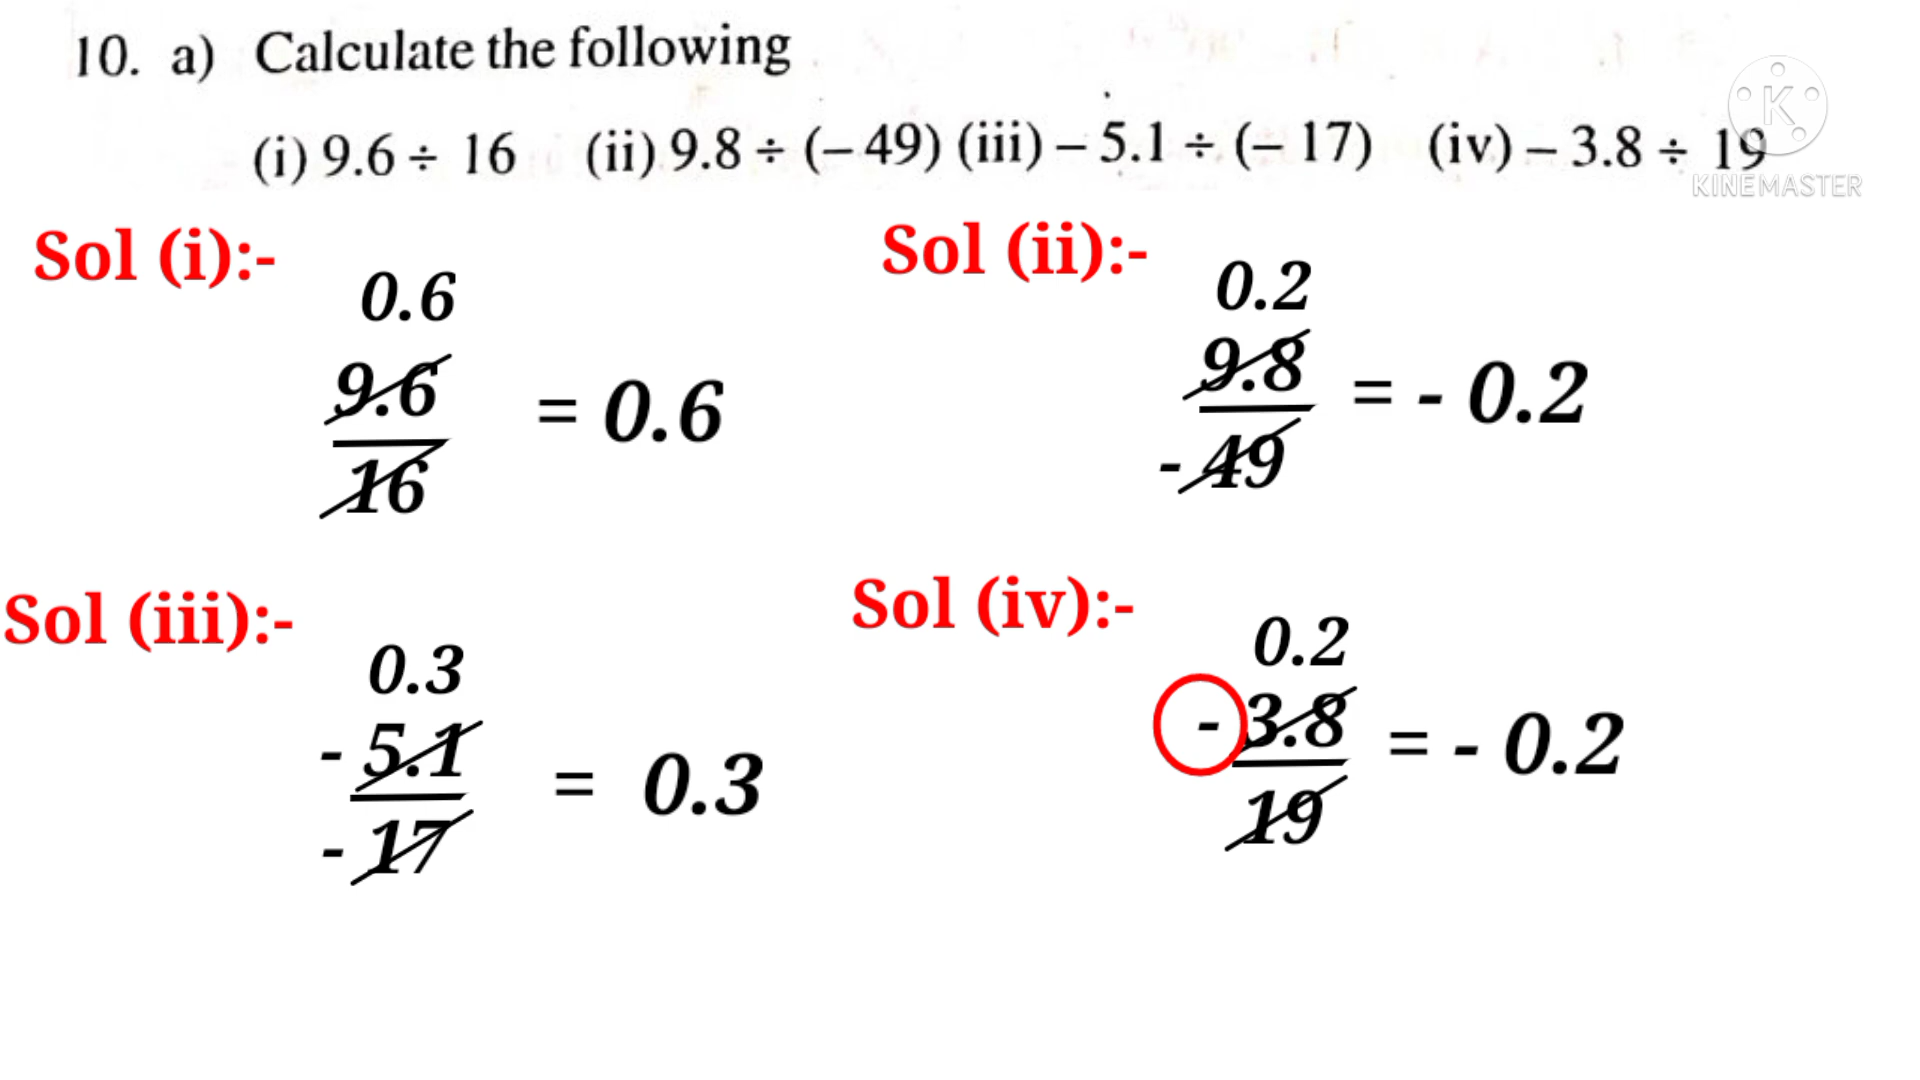 10. a) Calculate the following
(i) 9.6 ÷ 16 (ii) 9.8 ÷ (– 49) (iii) – 5.1 ÷ (– 17) (iv) – 3.8 ÷ 19
K
KINEMASTER
Sol (i):-
0.6
9.6
16
= 0.6
Sol (ii):-
0.2
9.8
- 49
= - 0.2
Sol (iii):-
0.3
- 5.1
- 17
= 0.3
Sol (iv):-
0.2
- 3.8
19
= - 0.2